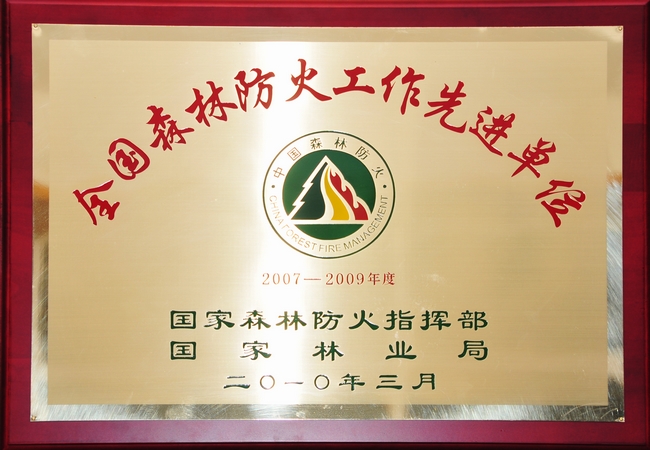 全国森林防火工作先进单位
中国森林防火
CHINA FOREST FIRE MANAGEMENT
2007—2009年度
国家森林防火指挥部
国家林业局
二〇一〇年三月